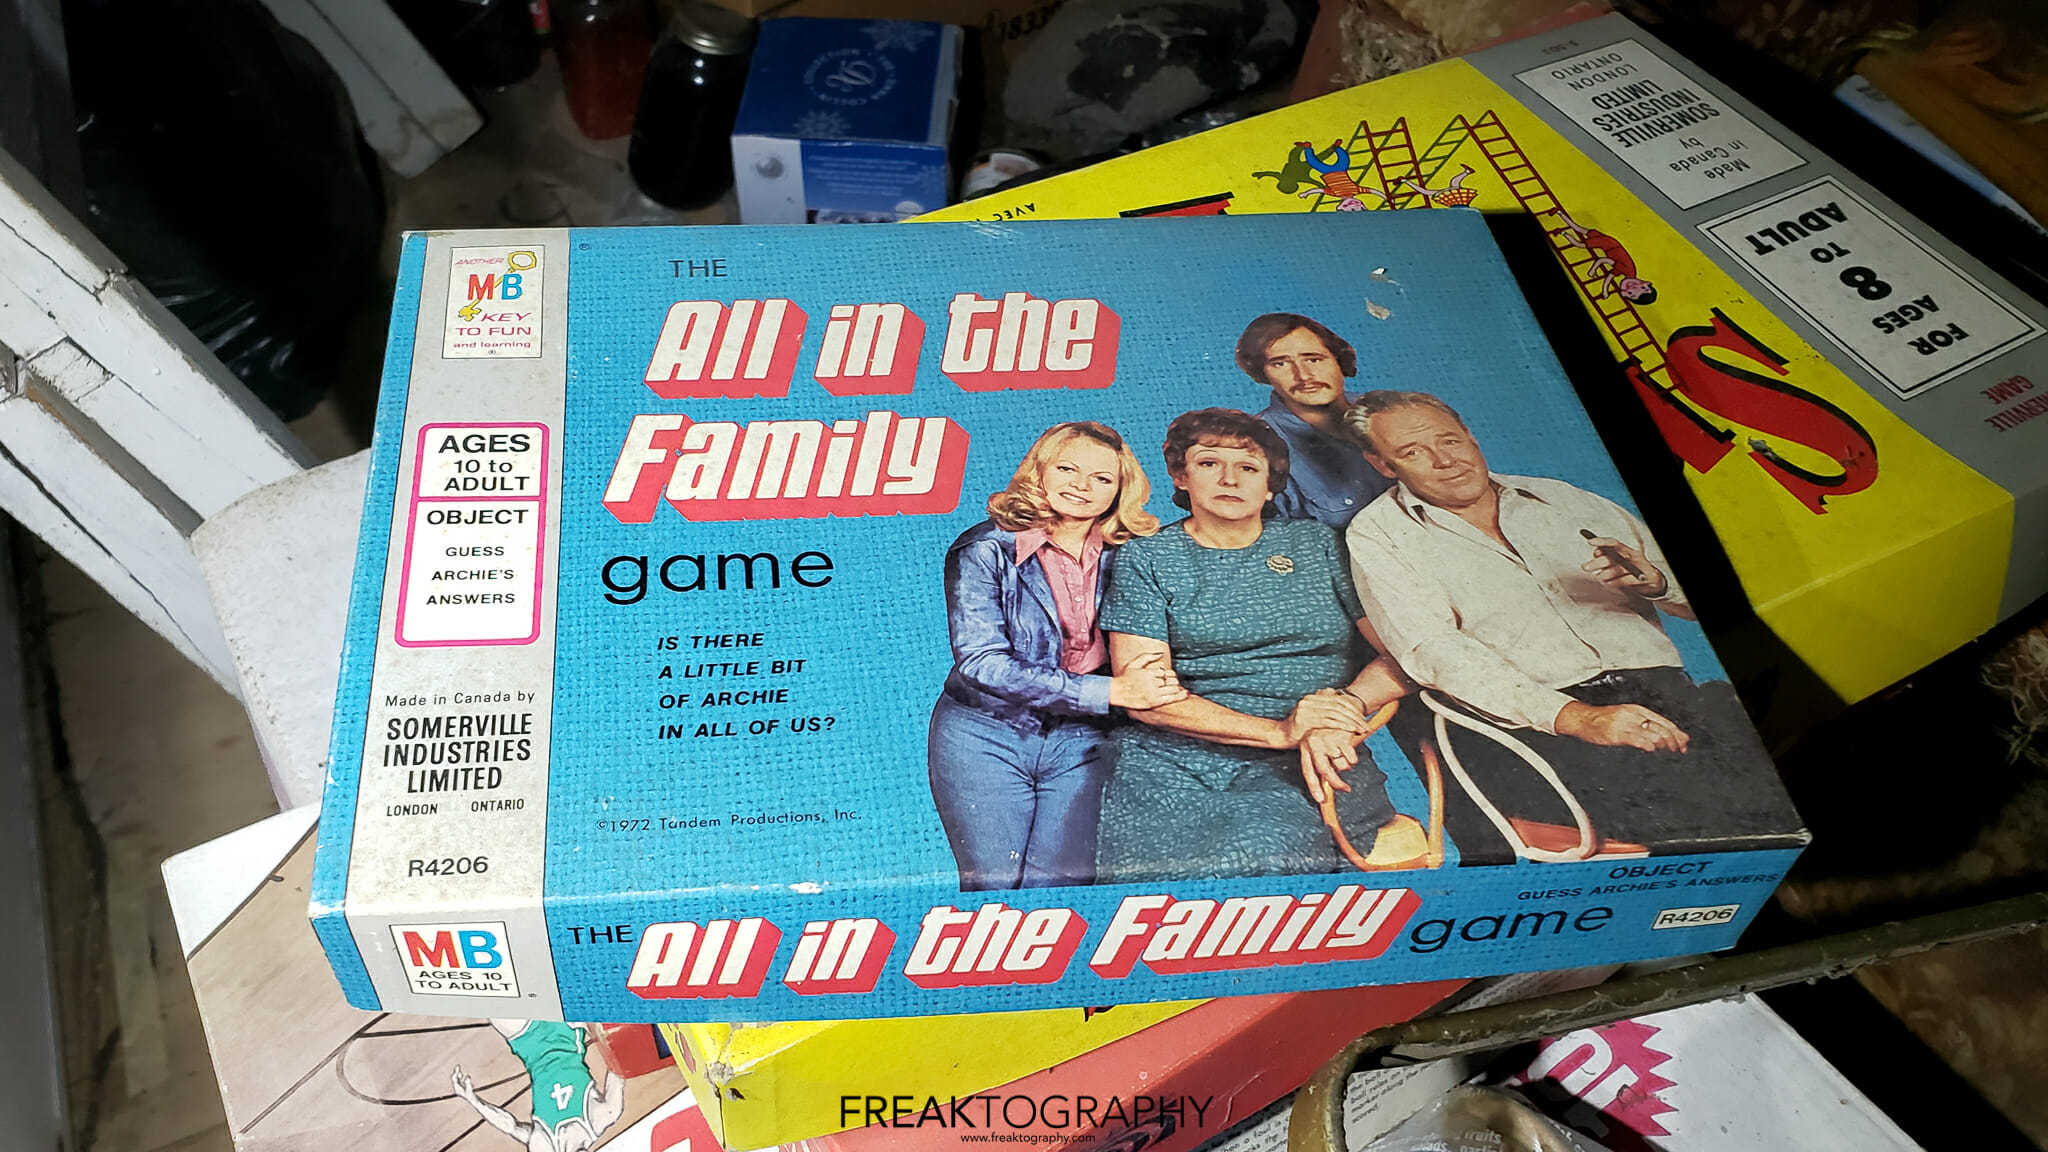 ANOTHER
MB
KEY
TO FUN
and learning
®
AGES
10 to
ADULT
OBJECT
GUESS
ARCHIE'S
ANSWERS
Made in Canada by
SOMERVILLE
INDUSTRIES
LIMITED
LONDON ONTARIO
R4206
®
THE
All in the
Family
game
IS THERE
A LITTLE BIT
OF ARCHIE
IN ALL OF US?
©1972 Tandem Productions, Inc.
MB
AGES 10
TO ADULT
®
THE All in the Family game
OBJECT
GUESS ARCHIE'S ANSWERS
R4206
AVEC
Made
in Canada
by
SOMERVILLE
INDUSTRIES
LIMITED
LONDON
ONTARIO
FOR
AGES
8
TO
ADULT
GAME
S
4
FREAKTOGRAPHY
www.freaktography.com